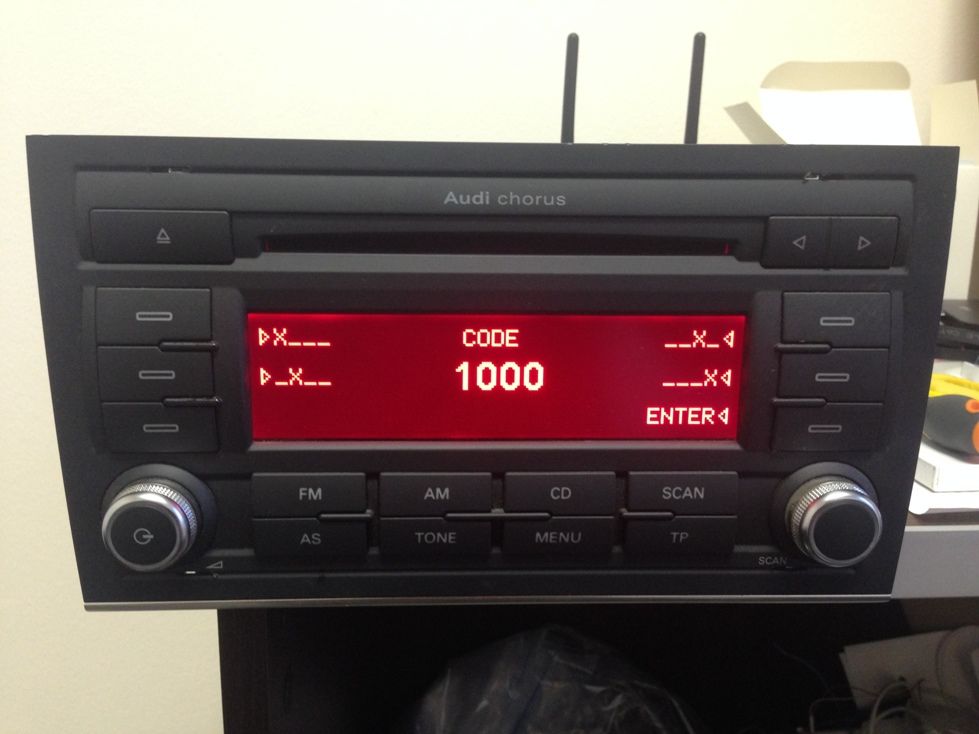 Audi chorus
X___ CODE __X_
_X__ 1000 ___X
ENTER
FM AM CD SCAN
AS TONE MENU TP
SCAN